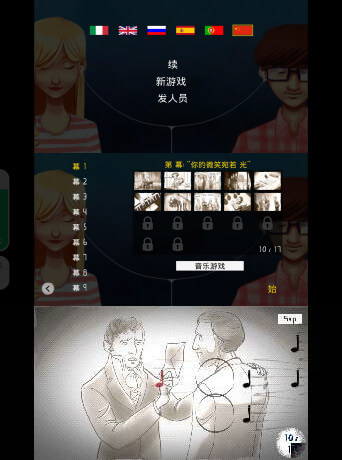 续
新游戏
发人员
幕 1
幕 2
幕 3
幕 4
幕 5
幕 6
幕 7
幕 8
幕 9
第 幕: "你的微笑宛若 光"
10 / 17
音乐游戏
始
Skip
10 /